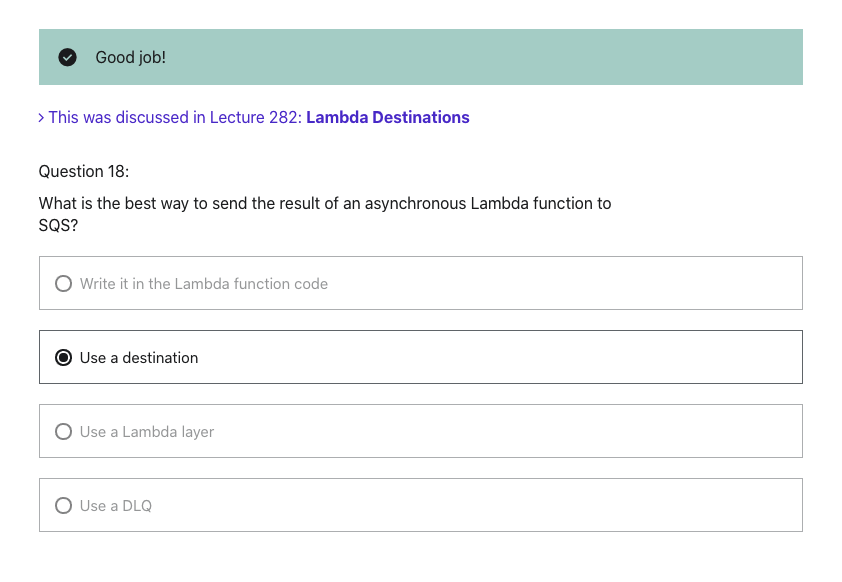 Good job!
> This was discussed in Lecture 282: Lambda Destinations
Question 18:
What is the best way to send the result of an asynchronous Lambda function to
SQS?
Write it in the Lambda function code
Use a destination
Use a Lambda layer
Use a DLQ